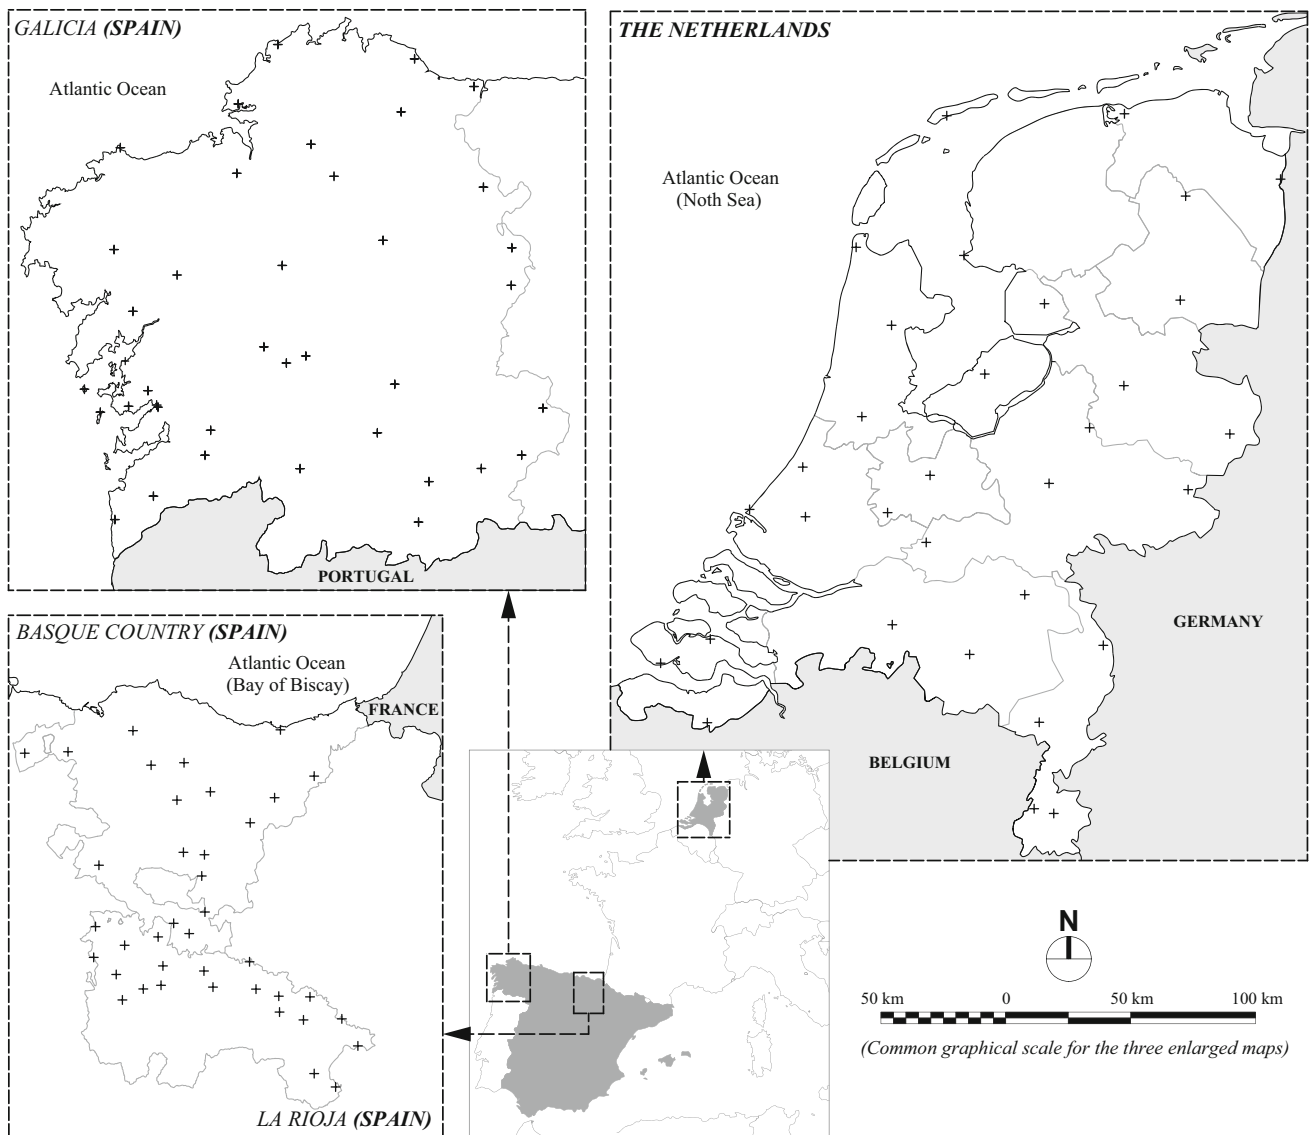 GALICIA (SPAIN)
Atlantic Ocean
PORTUGAL
THE NETHERLANDS
Atlantic Ocean
(Noth Sea)
GERMANY
BELGIUM
BASQUE COUNTRY (SPAIN)
Atlantic Ocean
(Bay of Biscay)
FRANCE
LA RIOJA (SPAIN)
N
50 km 0 50 km 100 km
(Common graphical scale for the three enlarged maps)